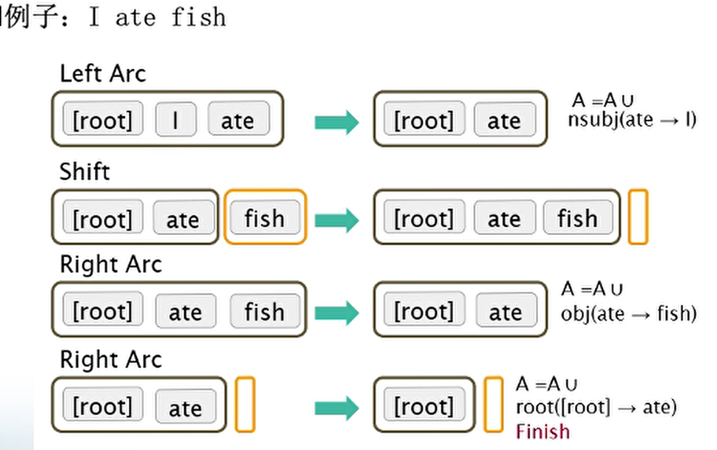 例子：I ate fish
Left Arc
[root] I ate [root] ate A =A ∪
nsubj(ate → I)
Shift
[root] ate fish [root] ate fish
Right Arc
[root] ate fish [root] ate A =A ∪
obj(ate → fish)
Right Arc
[root] ate [root] A =A ∪
root([root] → ate)
Finish